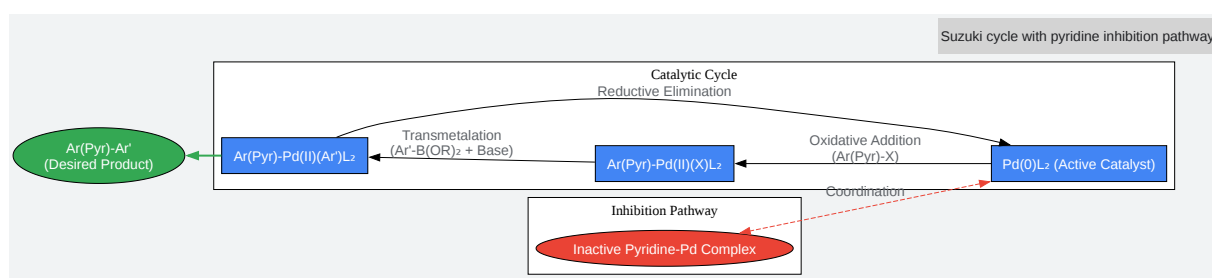 Suzuki cycle with pyridine inhibition pathway
Catalytic Cycle
Reductive Elimination
Ar(Pyr)-Ar'
(Desired Product)
Ar(Pyr)-Pd(II)(Ar')L₂
Transmetalation
(Ar'-B(OR)₂ + Base)
Ar(Pyr)-Pd(II)(X)L₂
Oxidative Addition
(Ar(Pyr)-X)
Pd(0)L₂ (Active Catalyst)
Coordination
Inhibition Pathway
Inactive Pyridine-Pd Complex